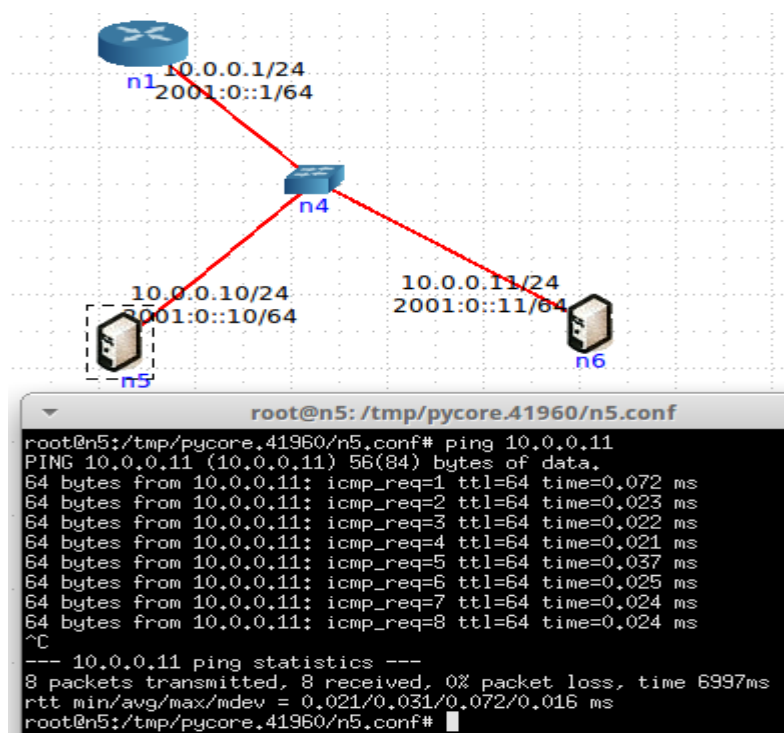 10.0.0.1/24
n1
2001:0::1/64
n4
10.0.0.10/24
2001:0::10/64
n5
10.0.0.11/24
2001:0::11/64
n6
root@n5: /tmp/pycore.41960/n5.conf
root@n5:/tmp/pycore.41960/n5.conf# ping 10.0.0.11
PING 10.0.0.11 (10.0.0.11) 56(84) bytes of data.
64 bytes from 10.0.0.11: icmp_req=1 ttl=64 time=0.072 ms
64 bytes from 10.0.0.11: icmp_req=2 ttl=64 time=0.023 ms
64 bytes from 10.0.0.11: icmp_req=3 ttl=64 time=0.022 ms
64 bytes from 10.0.0.11: icmp_req=4 ttl=64 time=0.021 ms
64 bytes from 10.0.0.11: icmp_req=5 ttl=64 time=0.037 ms
64 bytes from 10.0.0.11: icmp_req=6 ttl=64 time=0.025 ms
64 bytes from 10.0.0.11: icmp_req=7 ttl=64 time=0.024 ms
64 bytes from 10.0.0.11: icmp_req=8 ttl=64 time=0.024 ms
^C
--- 10.0.0.11 ping statistics ---
8 packets transmitted, 8 received, 0% packet loss, time 6997ms
rtt min/avg/max/mdev = 0.021/0.031/0.072/0.016 ms
root@n5:/tmp/pycore.41960/n5.conf#